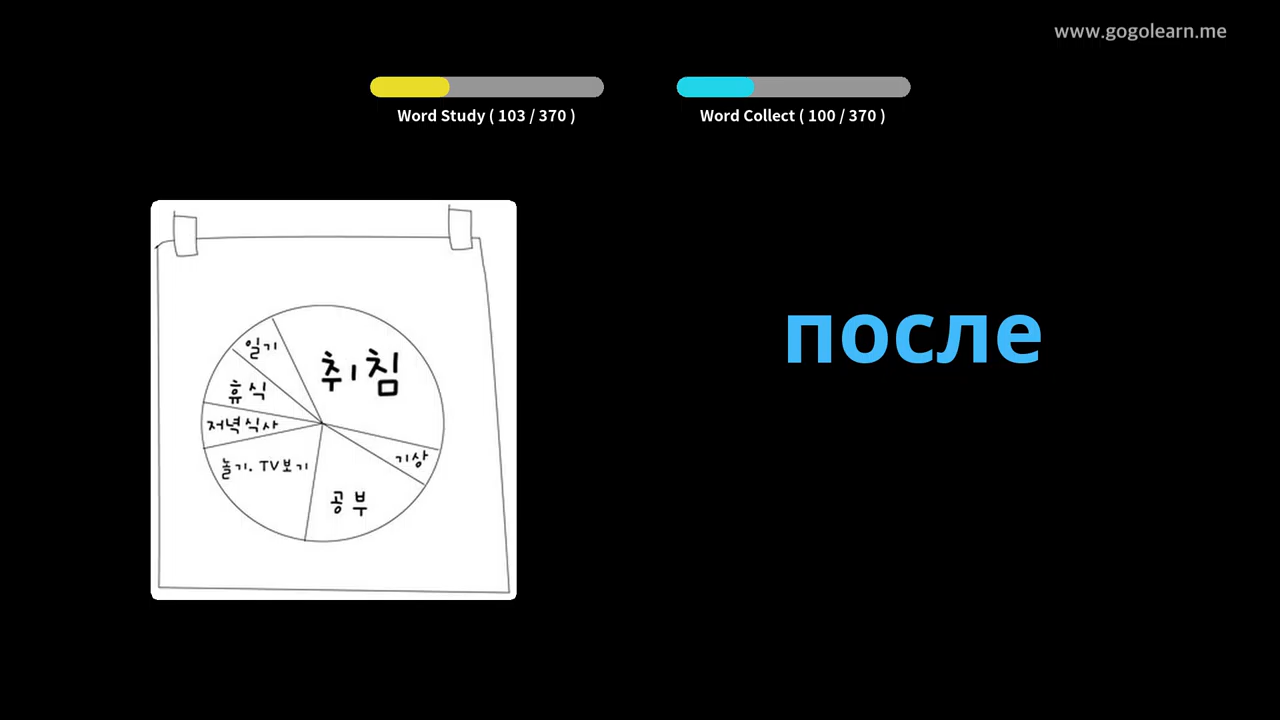 www.gogolearn.me
Word Study ( 103 / 370 )
Word Collect ( 100 / 370 )
일기
취침
휴식
저녁식사
놀기. TV보기
기상
공부
после